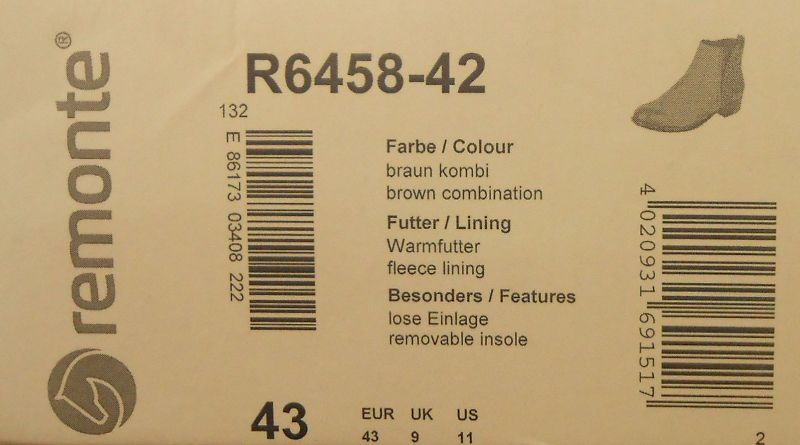 remonte®
R6458-42
132
E 86173 03408 222
Farbe / Colour
braun kombi
brown combination
Futter / Lining
Warmfutter
fleece lining
Besonders / Features
lose Einlage
removable insole
4 020931 691517
43
EUR UK US
43 9 11
2